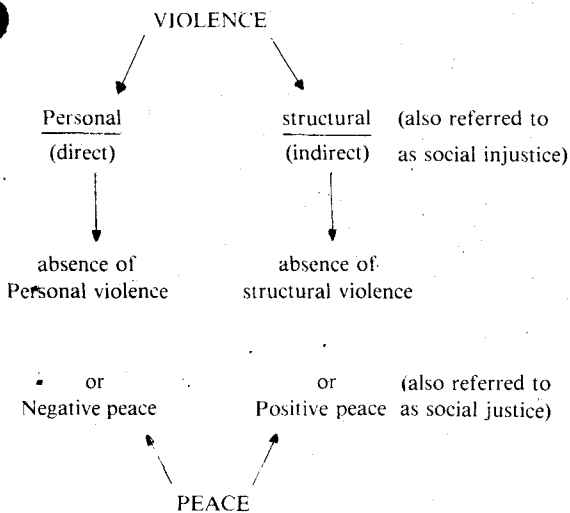 VIOLENCE
Personal structural (also referred to
(direct) (indirect) as social injustice)
absence of absence of
Personal violence structural violence
or or (also referred to
Negative peace Positive peace as social justice)
PEACE